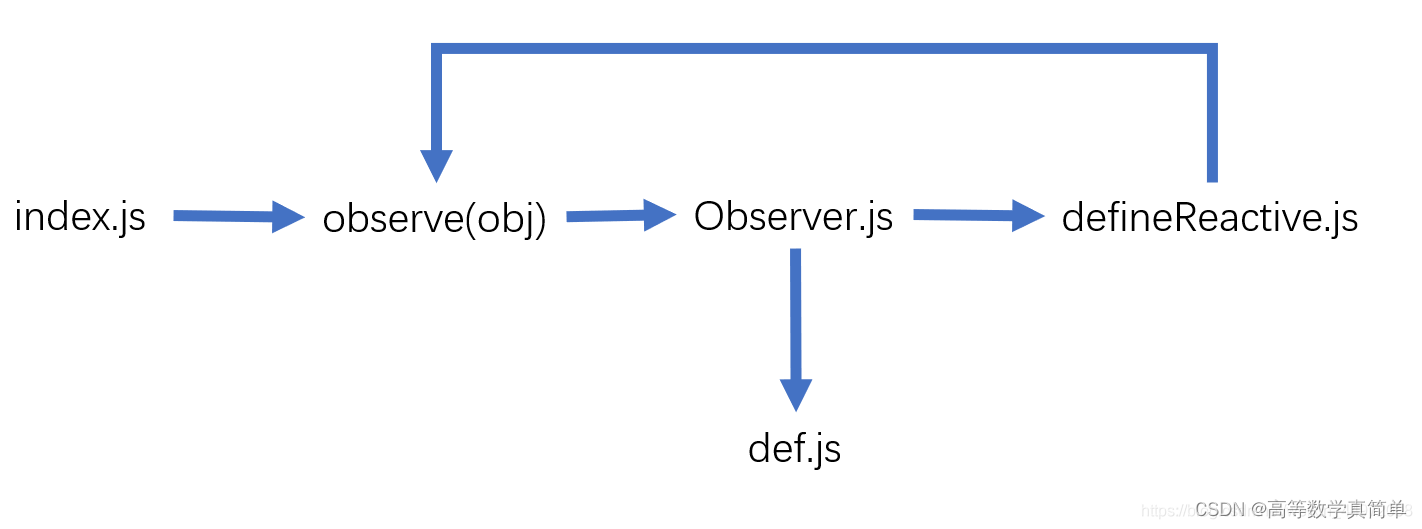 index.js
observe(obj)
Observer.js
defineReactive.js
def.js
CSDN @高等数学真简单